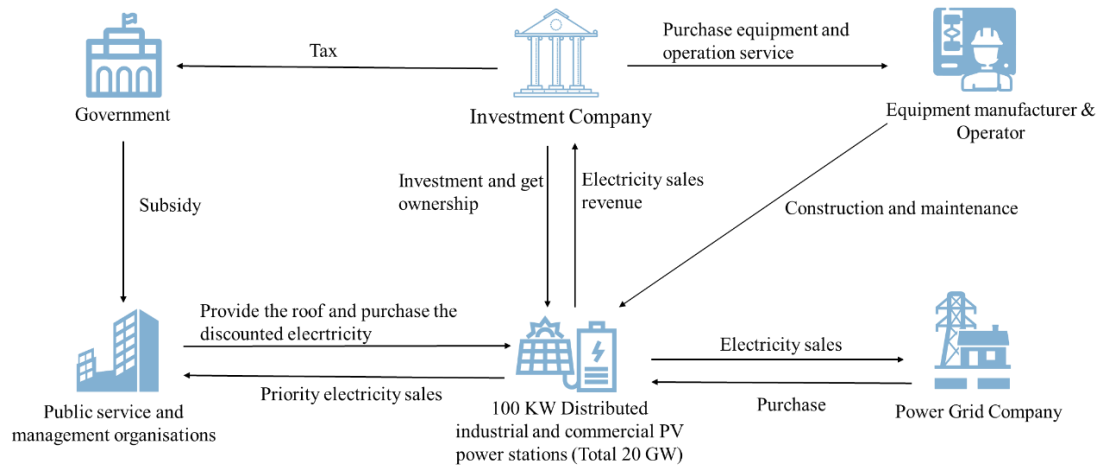 Tax
Purchase equipment and
operation service
Government
Investment Company
Equipment manufacturer &
Operator
Subsidy
Investment and get
ownership
Electricity sales
revenue
Construction and maintenance
Provide the roof and purchase the
discounted elecrtricity
Electricity sales
Priority electricity sales
Purchase
Public service and
management organisations
100 KW Distributed
industrial and commercial PV
power stations (Total 20 GW)
Power Grid Company